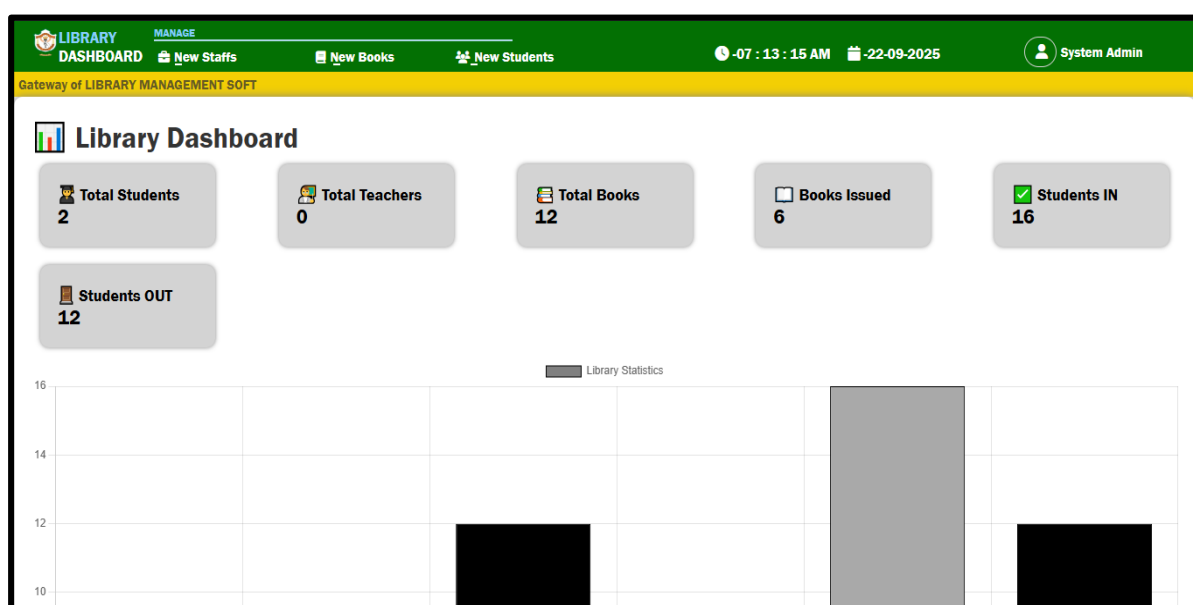 LIBRARY DASHBOARD
MANAGE
New Staffs
New Books
New Students
-07 : 13 : 15 AM
-22-09-2025
System Admin
Gateway of LIBRARY MANAGEMENT SOFT
Library Dashboard
Total Students
2
Total Teachers
0
Total Books
12
Books Issued
6
Students IN
16
Students OUT
12
Library Statistics
16
14
12
10